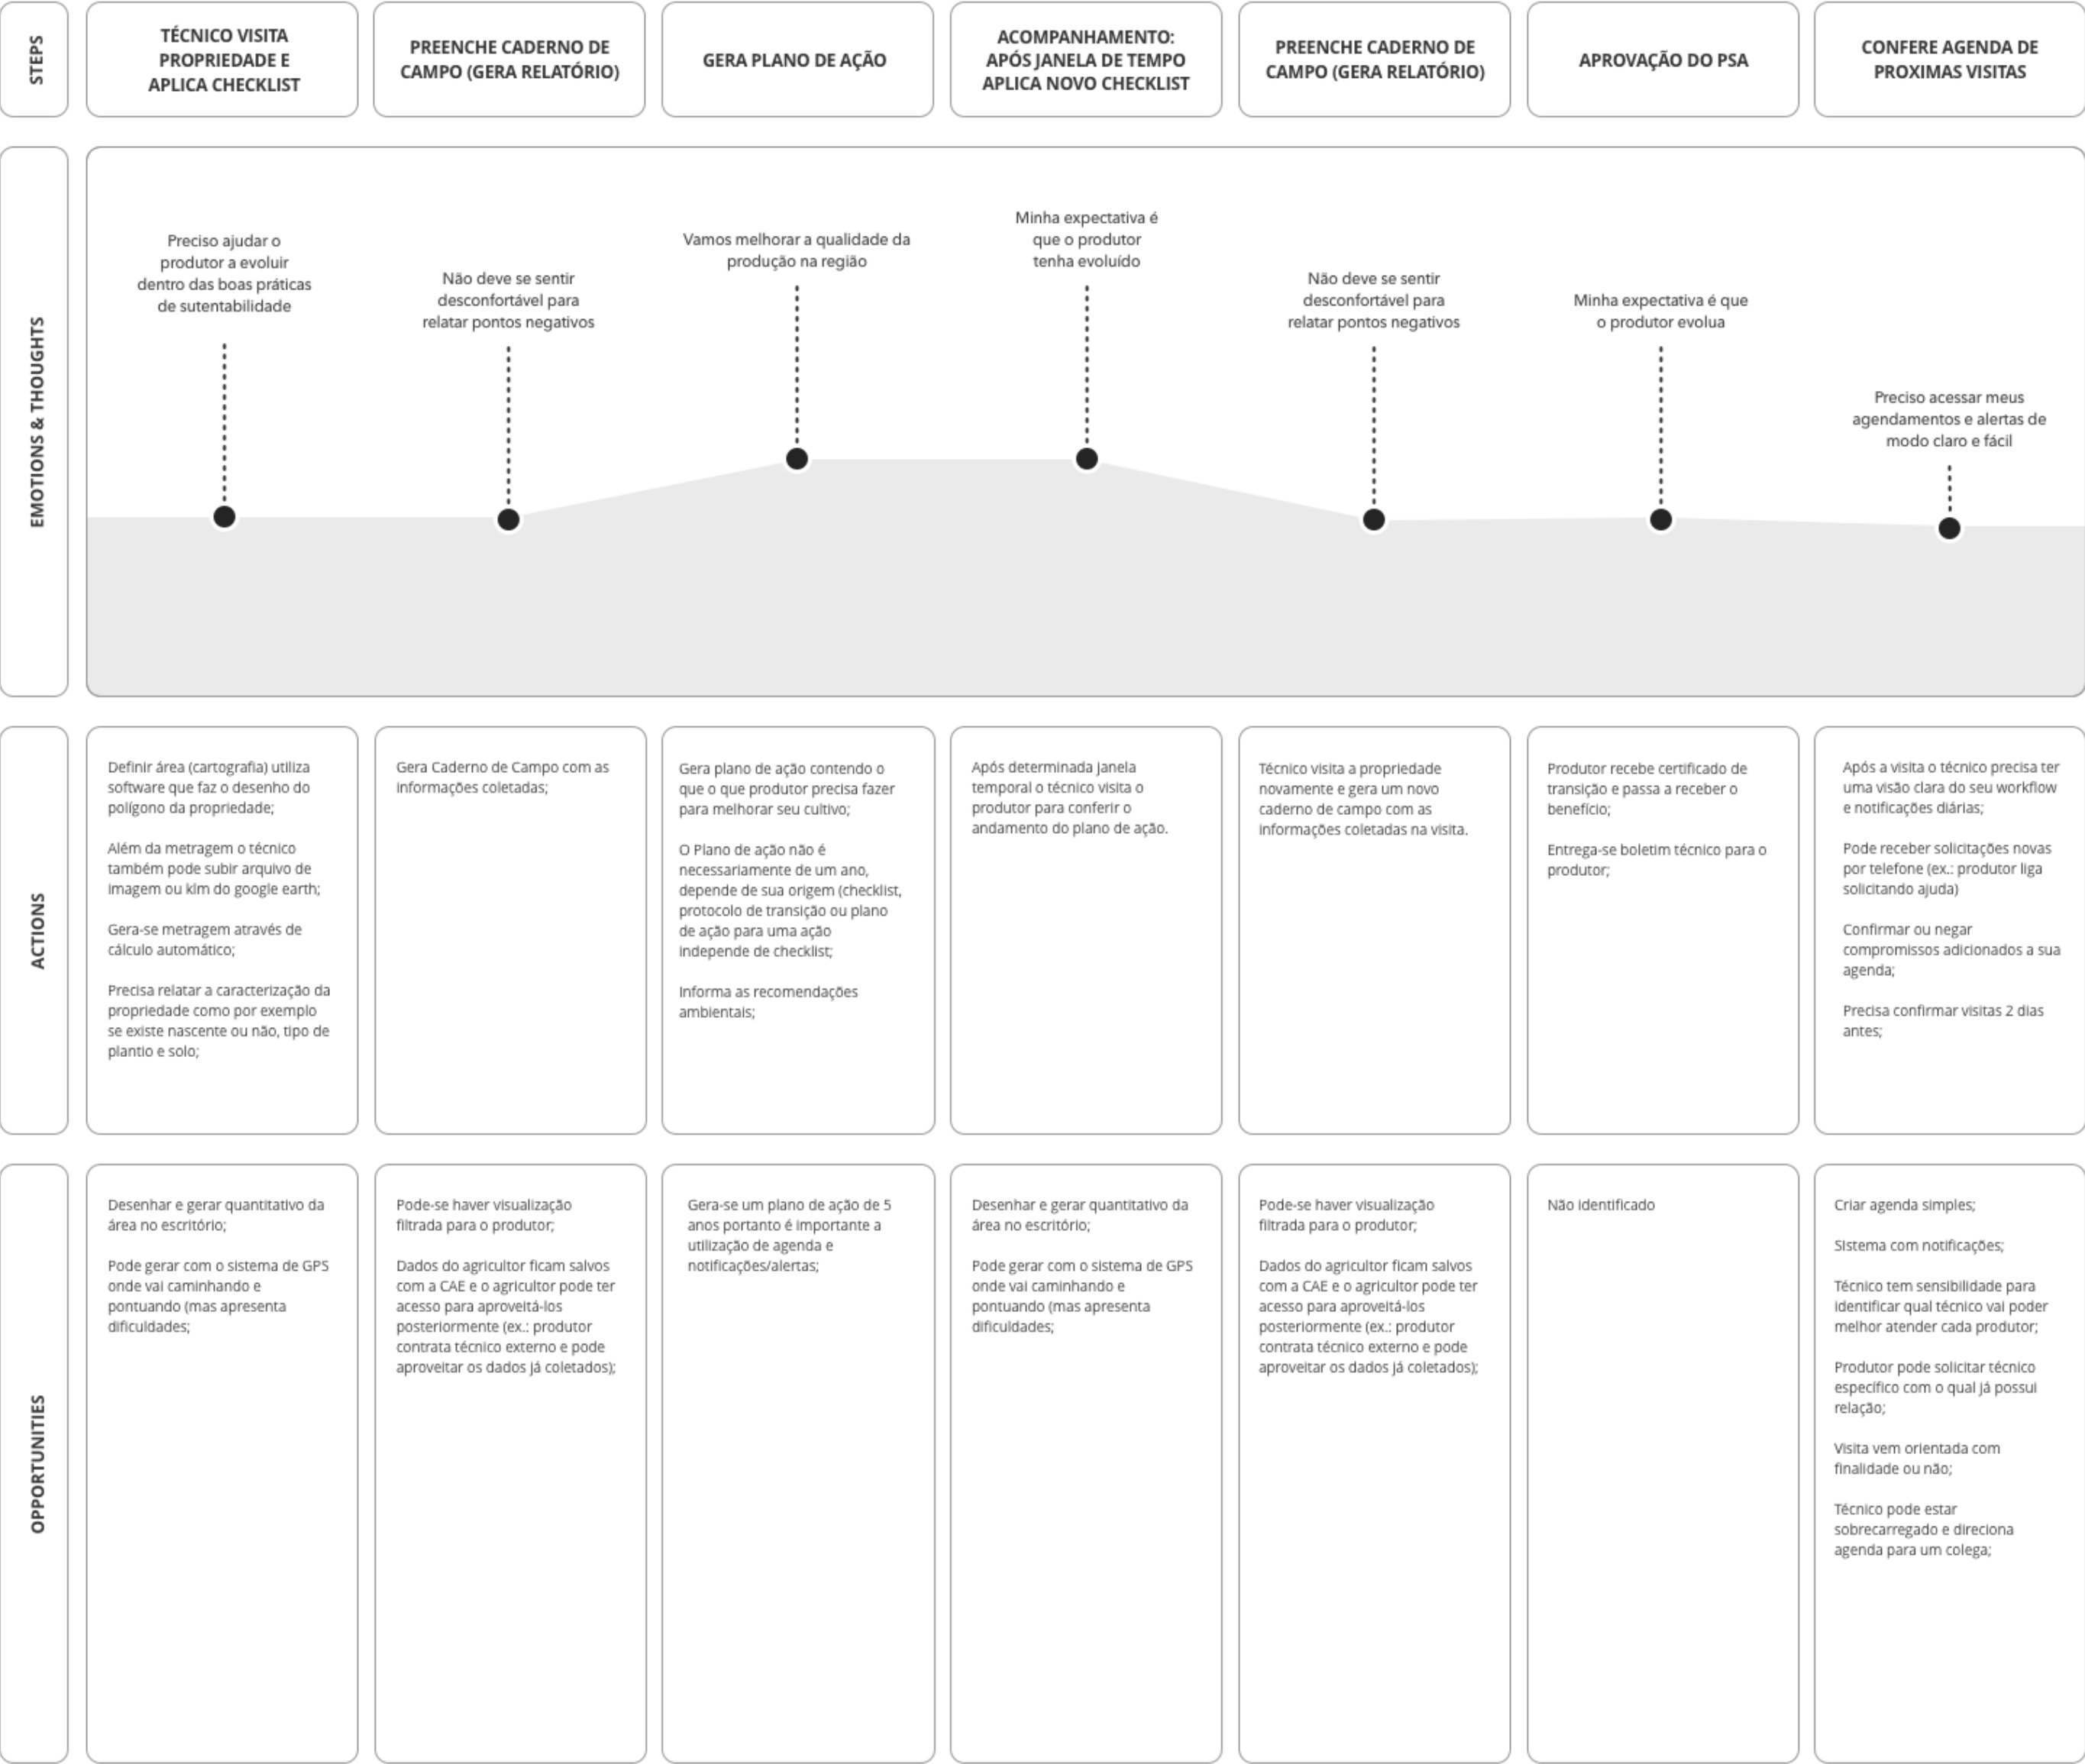 STEPS
TÉCNICO VISITA
PROPRIEDADE E
APLICA CHECKLIST
PREENCHE CADERNO DE
CAMPO (GERA RELATÓRIO)
GERA PLANO DE AÇÃO
ACOMPANHAMENTO:
APÓS JANELA DE TEMPO
APLICA NOVO CHECKLIST
PREENCHE CADERNO DE
CAMPO (GERA RELATÓRIO)
APROVAÇÃO DO PSA
CONFERE AGENDA DE
PROXIMAS VISITAS
EMOTIONS & THOUGHTS
Preciso ajudar o
produtor a evoluir
dentro das boas práticas
de sutentabilidade
Não deve se sentir
desconfortável para
relatar pontos negativos
Vamos melhorar a qualidade da
produção na região
Minha expectativa é
que o produtor
tenha evoluído
Não deve se sentir
desconfortável para
relatar pontos negativos
Minha expectativa é que
o produtor evolua
Preciso acessar meus
agendamentos e alertas de
modo claro e fácil
ACTIONS
Definir área (cartografia) utiliza
software que faz o desenho do
polígono da propriedade;
Além da metragem o técnico
também pode subir arquivo de
imagem ou klm do google earth;
Gera-se metragem através de
cálculo automático;
Precisa relatar a caracterização da
propriedade como por exemplo
se existe nascente ou não, tipo de
plantio e solo;
Gera Caderno de Campo com as
informações coletadas;
Gera plano de ação contendo o
que o que produtor precisa fazer
para melhorar seu cultivo;
O Plano de ação não é
necessariamente de um ano,
depende de sua origem (checklist,
protocolo de transição ou plano
de ação para uma ação
independe de checklist;
Informa as recomendações
ambientais;
Após determinada janela
temporal o técnico visita o
produtor para conferir o
andamento do plano de ação.
Técnico visita a propriedade
novamente e gera um novo
caderno de campo com as
informações coletadas na visita.
Produtor recebe certificado de
transição e passa a receber o
benefício;
Entrega-se boletim técnico para o
produtor;
Após a visita o técnico precisa ter
uma visão clara do seu workflow
e notificações diárias;
Pode receber solicitações novas
por telefone (ex.: produtor liga
solicitando ajuda)
Confirmar ou negar
compromissos adicionados a sua
agenda;
Precisa confirmar visitas 2 dias
antes;
OPPORTUNITIES
Desenhar e gerar quantitativo da
área no escritório;
Pode gerar com o sistema de GPS
onde vai caminhando e
pontuando (mas apresenta
dificuldades;
Pode-se haver visualização
filtrada para o produtor;
Dados do agricultor ficam salvos
com a CAE e o agricultor pode ter
acesso para aproveitá-los
posteriormente (ex.: produtor
contrata técnico externo e pode
aproveitar os dados já coletados);
Gera-se um plano de ação de 5
anos portanto é importante a
utilização de agenda e
notificações/alertas;
Desenhar e gerar quantitativo da
área no escritório;
Pode gerar com o sistema de GPS
onde vai caminhando e
pontuando (mas apresenta
dificuldades;
Pode-se haver visualização
filtrada para o produtor;
Dados do agricultor ficam salvos
com a CAE e o agricultor pode ter
acesso para aproveitá-los
posteriormente (ex.: produtor
contrata técnico externo e pode
aproveitar os dados já coletados);
Não identificado
Criar agenda simples;
Sistema com notificações;
Técnico tem sensibilidade para
identificar qual técnico vai poder
melhor atender cada produtor;
Produtor pode solicitar técnico
específico com o qual já possui
relação;
Visita vem orientada com
finalidade ou não;
Técnico pode estar
sobrecarregado e direciona
agenda para um colega;